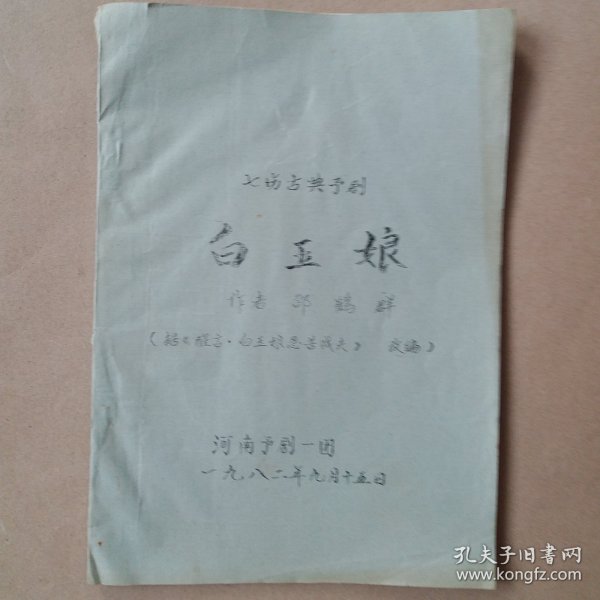 七场古典予剧
白玉娘
作者 邵鹏群
(据《醒言·白玉娘忍苦成夫》 改编)
河南予剧一团
一九八二年九月十五日
孔夫子旧书网
www.kongfz.com